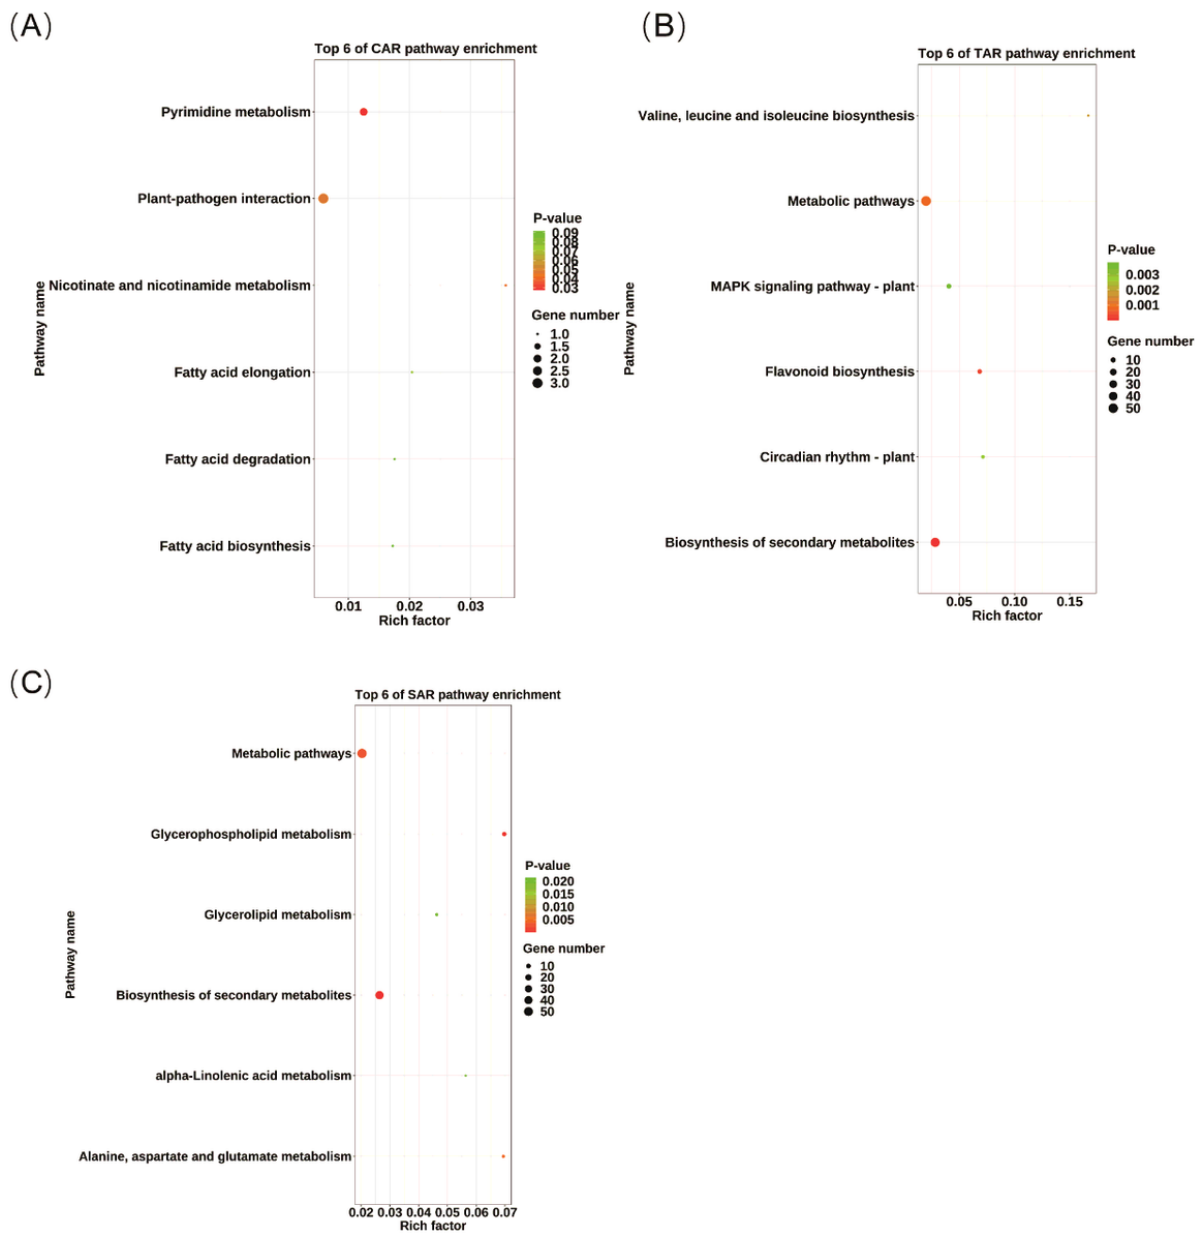 (A)
Top 6 of CAR pathway enrichment
Pyrimidine metabolism
Plant-pathogen interaction
Nicotinate and nicotinamide metabolism
Fatty acid elongation
Fatty acid degradation
Fatty acid biosynthesis
Pathway name
0.01 0.02 0.03
Rich factor
P-value
0.09
0.08
0.07
0.06
0.05
0.04
0.03
Gene number
1.0
1.5
2.0
2.5
3.0
(B)
Top 6 of TAR pathway enrichment
Valine, leucine and isoleucine biosynthesis
Metabolic pathways
MAPK signaling pathway - plant
Flavonoid biosynthesis
Circadian rhythm - plant
Biosynthesis of secondary metabolites
Pathway name
0.05 0.10 0.15
Rich factor
P-value
0.003
0.002
0.001
Gene number
10
20
30
40
50
(C)
Top 6 of SAR pathway enrichment
Metabolic pathways
Glycerophospholipid metabolism
Glycerolipid metabolism
Biosynthesis of secondary metabolites
alpha-Linolenic acid metabolism
Alanine, aspartate and glutamate metabolism
Pathway name
0.02 0.03 0.04 0.05 0.06 0.07
Rich factor
P-value
0.020
0.015
0.010
0.005
Gene number
10
20
30
40
50